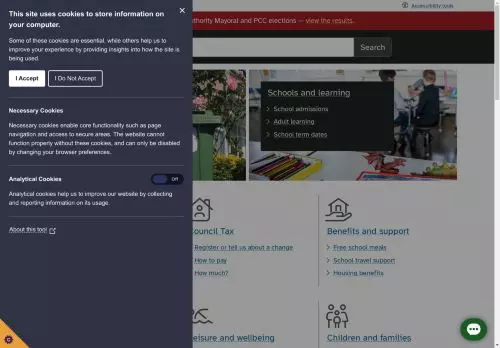 This site uses cookies to store information on
your computer.
Some of these cookies are essential, while others help us to
improve your experience by providing insights into how the site is
being used.
I Accept
I Do Not Accept
Necessary Cookies
Necessary cookies enable core functionality such as page
navigation and access to secure areas. The website cannot
function properly without these cookies, and can only be disabled
by changing your browser preferences.
Analytical Cookies
Off
Analytical cookies help us to improve our website by collecting
and reporting information on its usage.
About this tool
Accessibility tools
uthority Mayoral and PCC elections — view the results.
Search
Schools and learning
School admissions
Adult learning
School term dates
Council Tax
Register or tell us about a change
How to pay
How much?
Benefits and support
Free school meals
School travel support
Housing benefits
eisure and wellbeing
Children and families